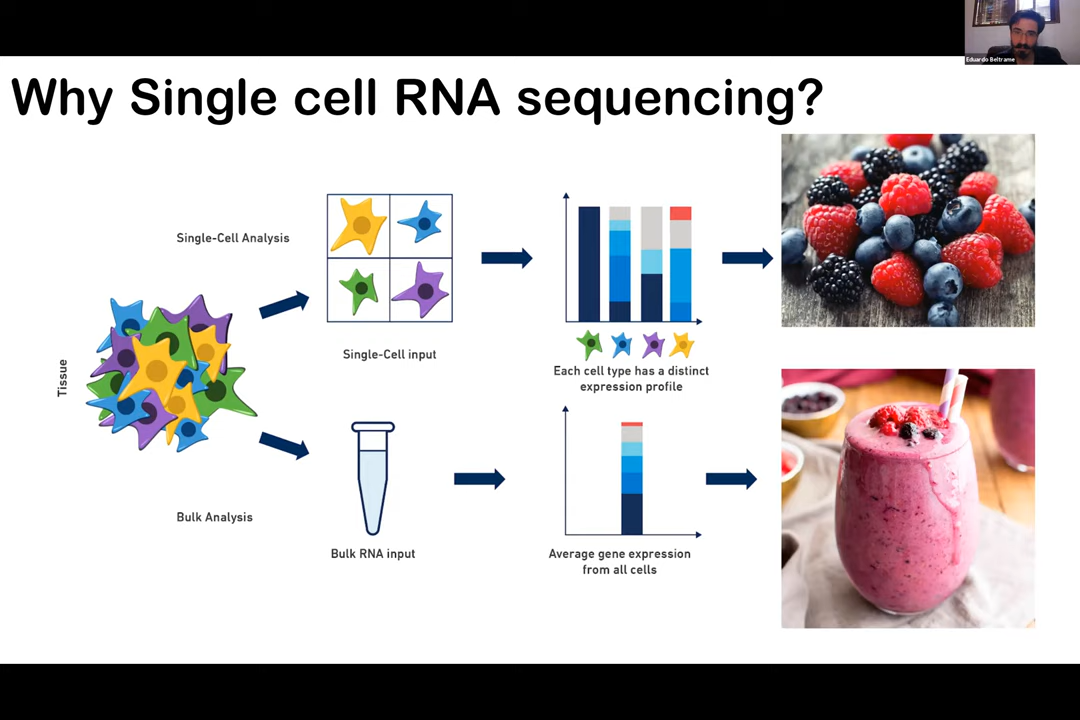 Eduardo Beltrame
Why Single cell RNA sequencing?
Single-Cell Analysis
Single-Cell input
Each cell type has a distinct
expression profile
Tissue
Bulk Analysis
Bulk RNA input
Average gene expression
from all cells